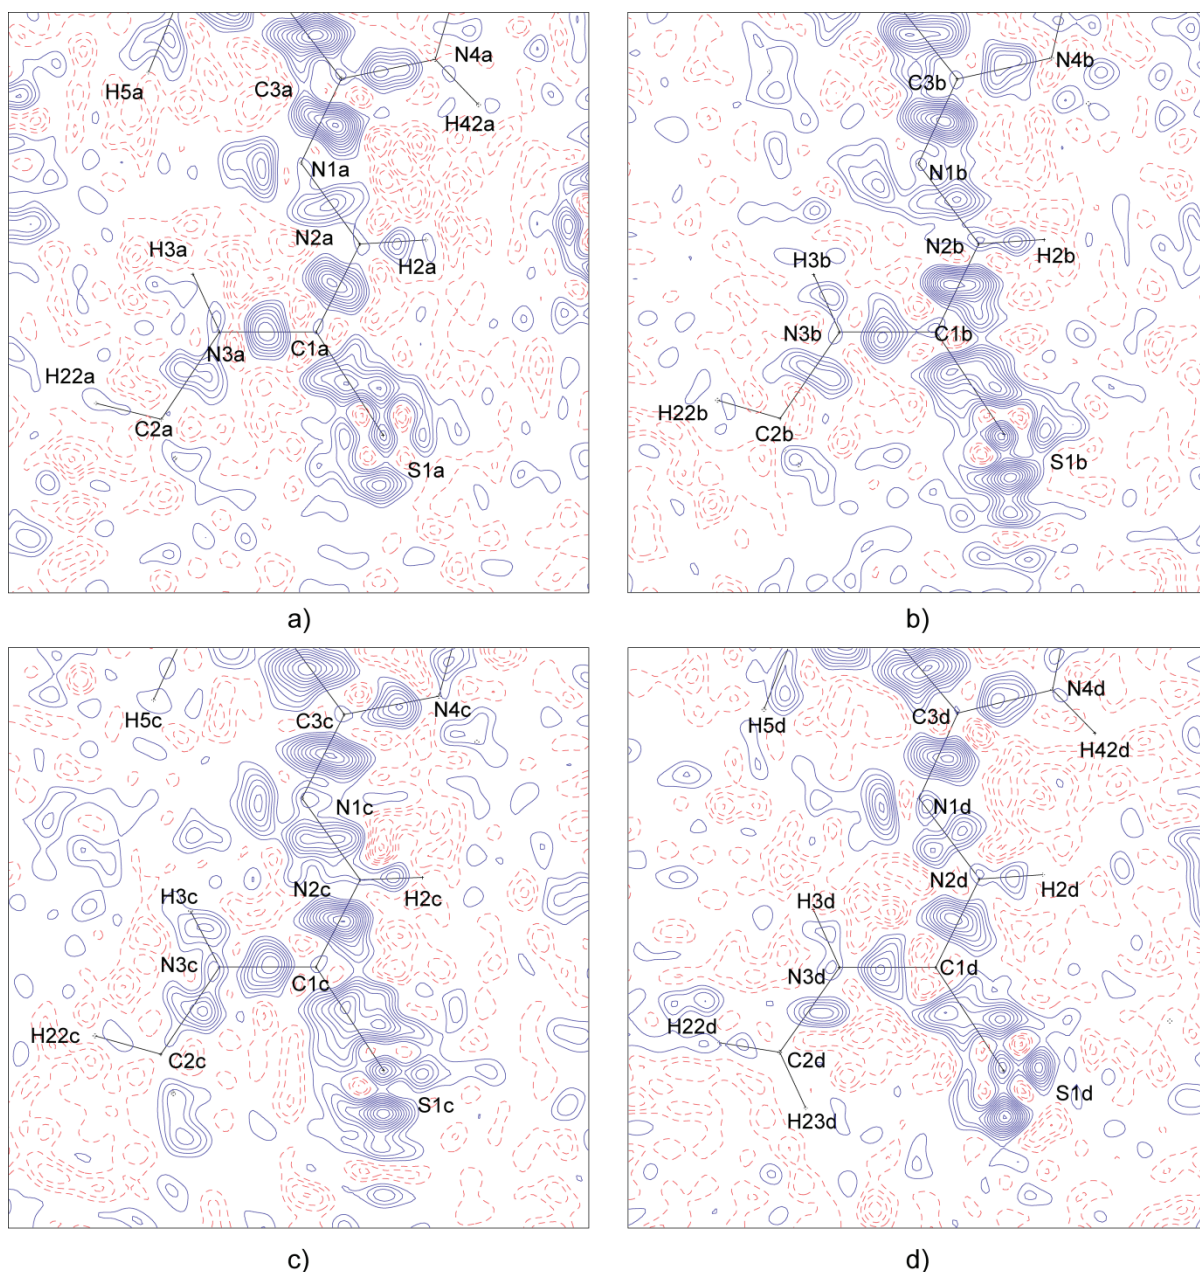 N4a
H5a
C3a
H42a
N1a
N2a
H3a
H2a
N3a
C1a
H22a
C2a
S1a
a)
N4b
C3b
N1b
N2b
H3b
H2b
N3b
C1b
H22b
C2b
S1b
b)
H5c
C3c
N4c
N1c
N2c
H3c
H2c
N3c
C1c
H22c
C2c
S1c
c)
N4d
H5d
C3d
H42d
N1d
N2d
H3d
H2d
N3d
C1d
H22d
C2d
S1d
H23d
d)